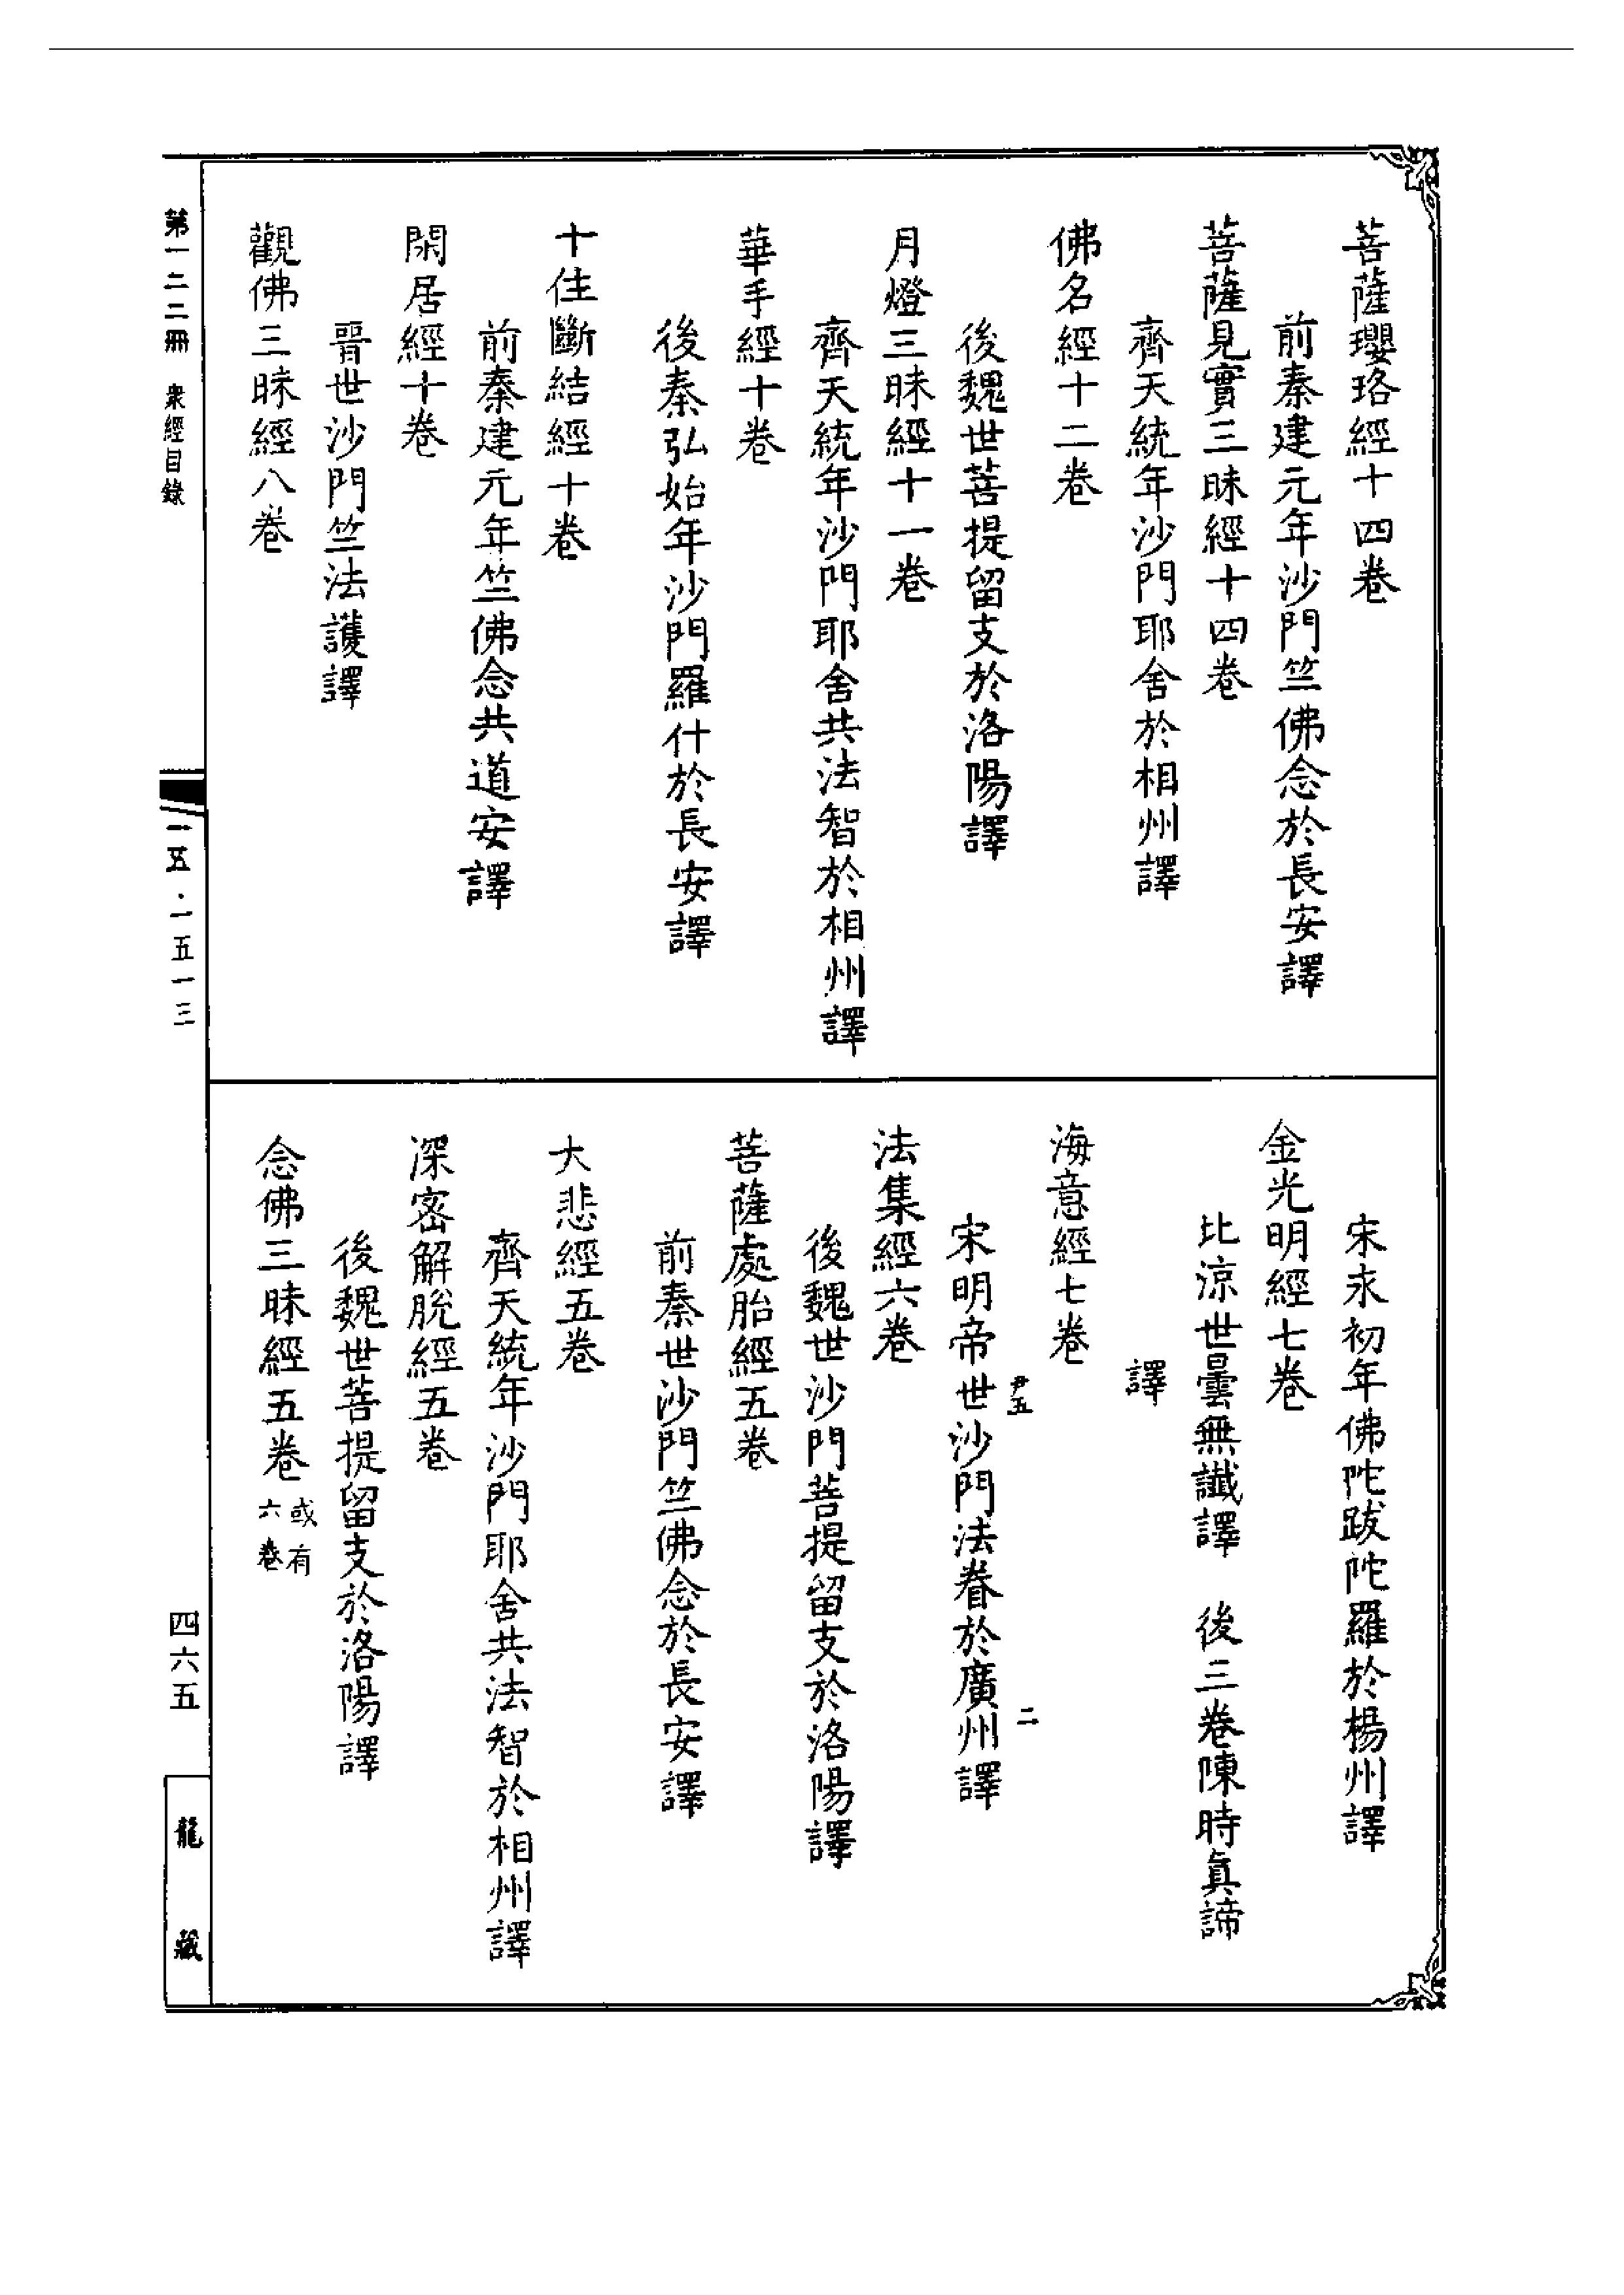 菩薩瓔珞經十四卷
前秦建元年沙門竺佛念於長安譯
菩薩見實三昧經十四卷
齊天統年沙門耶舍於相州譯
佛名經十二卷
後魏世菩提留支於洛陽譯
月燈三昧經十一卷
齊天統年沙門耶舍共法智於相州譯
華手經十卷
後秦弘始年沙門羅什於長安譯
十住斷結經十卷
前秦建元年竺佛念共道安譯
閑居經十卷
晉世沙門竺法護譯
觀佛三昧經八卷
宋永初年佛陀跋陀羅於楊州譯
金光明經七卷
北涼世曇無讖譯　後三卷陳時真諦
譯
海意經七卷
尹五　二
宋明帝世沙門法眷於廣州譯
法集經六卷
後魏世沙門菩提留支於洛陽譯
菩薩處胎經五卷
前秦世沙門竺佛念於長安譯
大悲經五卷
齊天統年沙門耶舍共法智於相州譯
深密解脫經五卷
後魏世菩提留支於洛陽譯
念佛三昧經五卷或有六卷
第一二二冊　衆經目錄
一五·一五一三
四六五
龍藏